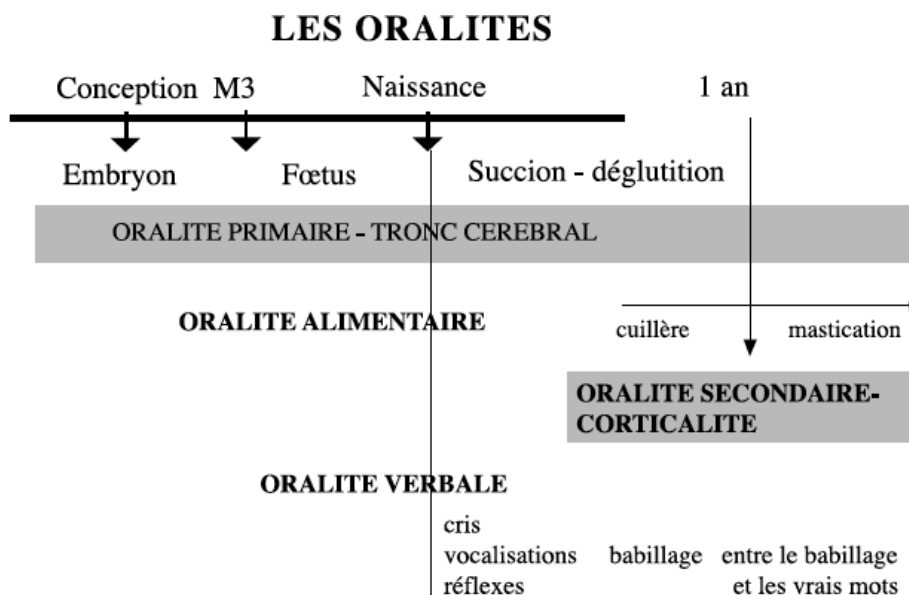 LES ORALITES
Conception M3 Naissance 1 an
Embryon Fœtus Succion - déglutition
ORALITE PRIMAIRE - TRONC CEREBRAL
ORALITE ALIMENTAIRE
cuillère mastication
ORALITE SECONDAIRE-
CORTICALITE
ORALITE VERBALE
cris
vocalisations babillage entre le babillage
réflexes et les vrais mots